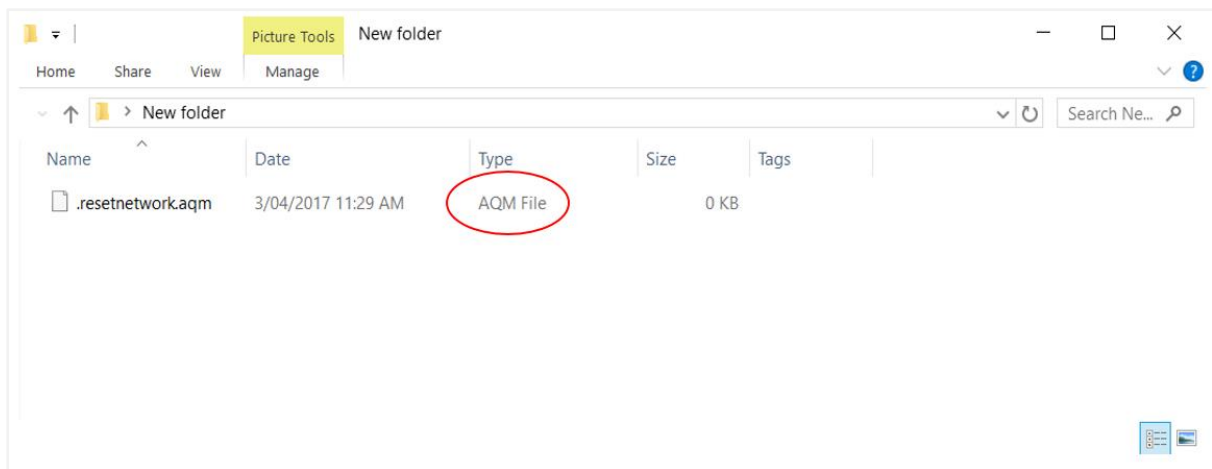 Picture Tools New folder
Home Share View Manage
New folder
Search Ne...
Name Date Type Size Tags
.resetnetwork.aqm 3/04/2017 11:29 AM AQM File 0 KB